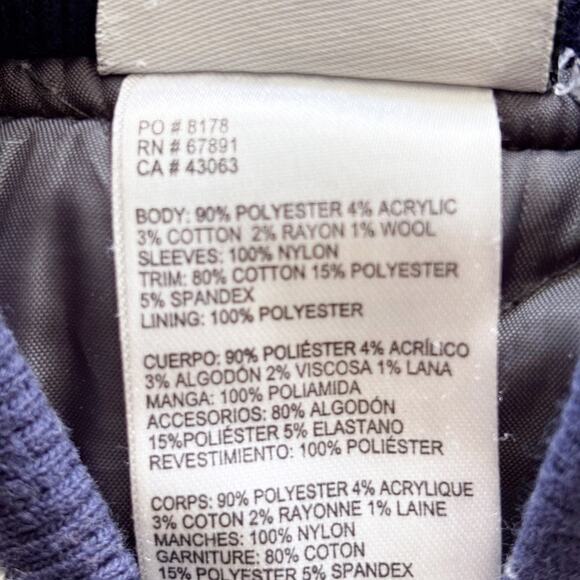 PO # 8178
RN # 67891
CA # 43063
BODY: 90% POLYESTER 4% ACRYLIC
3% COTTON 2% RAYON 1% WOOL
SLEEVES: 100% NYLON
TRIM: 80% COTTON 15% POLYESTER
5% SPANDEX
LINING: 100% POLYESTER
CUERPO: 90% POLIÉSTER 4% ACRÍLICO
3% ALGODÓN 2% VISCOSA 1% LANA
MANGA: 100% POLIAMIDA
ACCESORIOS: 80% ALGODÓN
15%POLIÉSTER 5% ELASTANO
REVESTIMIENTO: 100% POLIÉSTER
CORPS: 90% POLYESTER 4% ACRYLIQUE
3% COTON 2% RAYONNE 1% LAINE
MANCHES: 100% NYLON
GARNITURE: 80% COTON
15% POLYESTER 5% SPANDEX